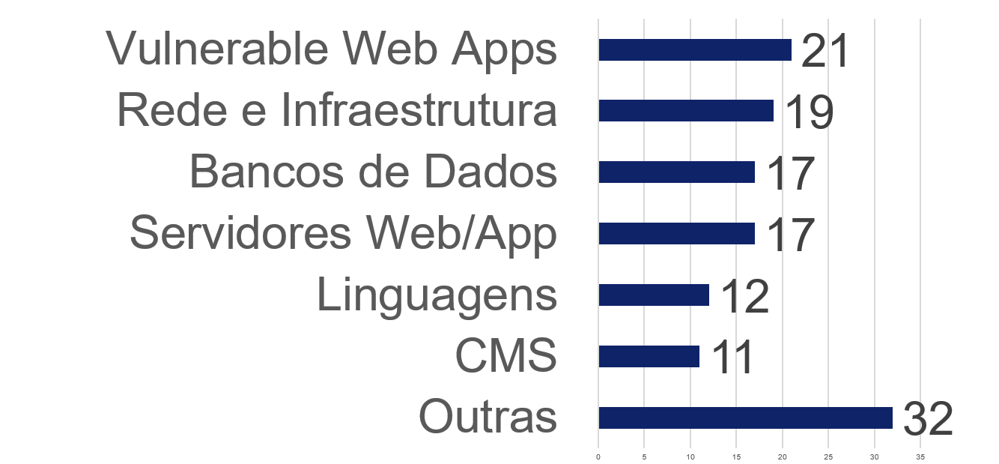 Vulnerable Web Apps 21
Rede e Infraestrutura 19
Bancos de Dados 17
Servidores Web/App 17
Linguagens 12
CMS 11
Outras 32
0 5 10 15 20 25 30 35